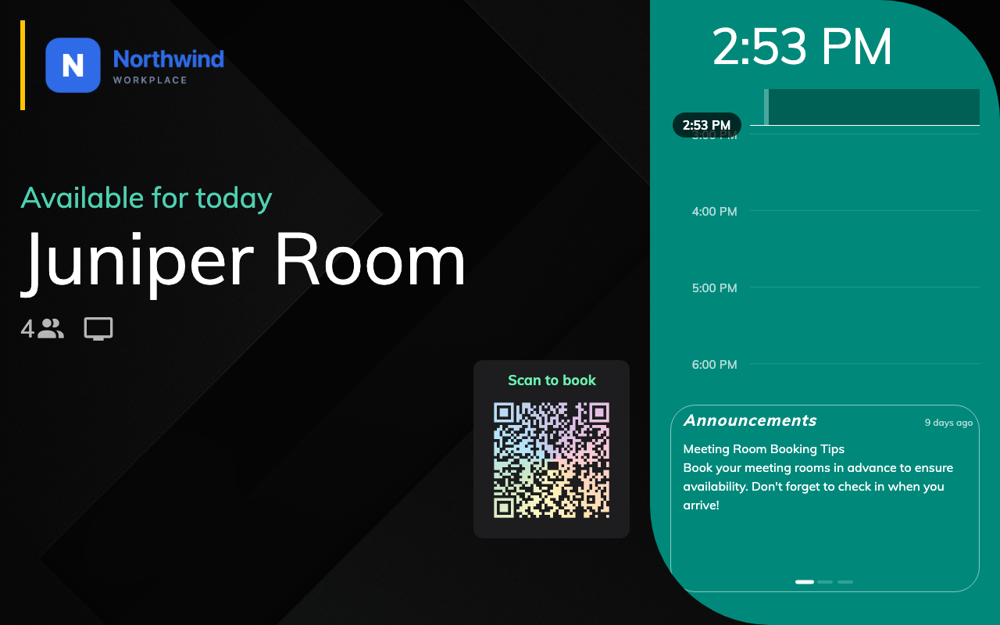 N
Northwind
WORKPLACE
Available for today
Juniper Room
4
Scan to book
2:53 PM
2:53 PM
3:00 PM
4:00 PM
5:00 PM
6:00 PM
Announcements
9 days ago
Meeting Room Booking Tips
Book your meeting rooms in advance to ensure
availability. Don't forget to check in when you
arrive!